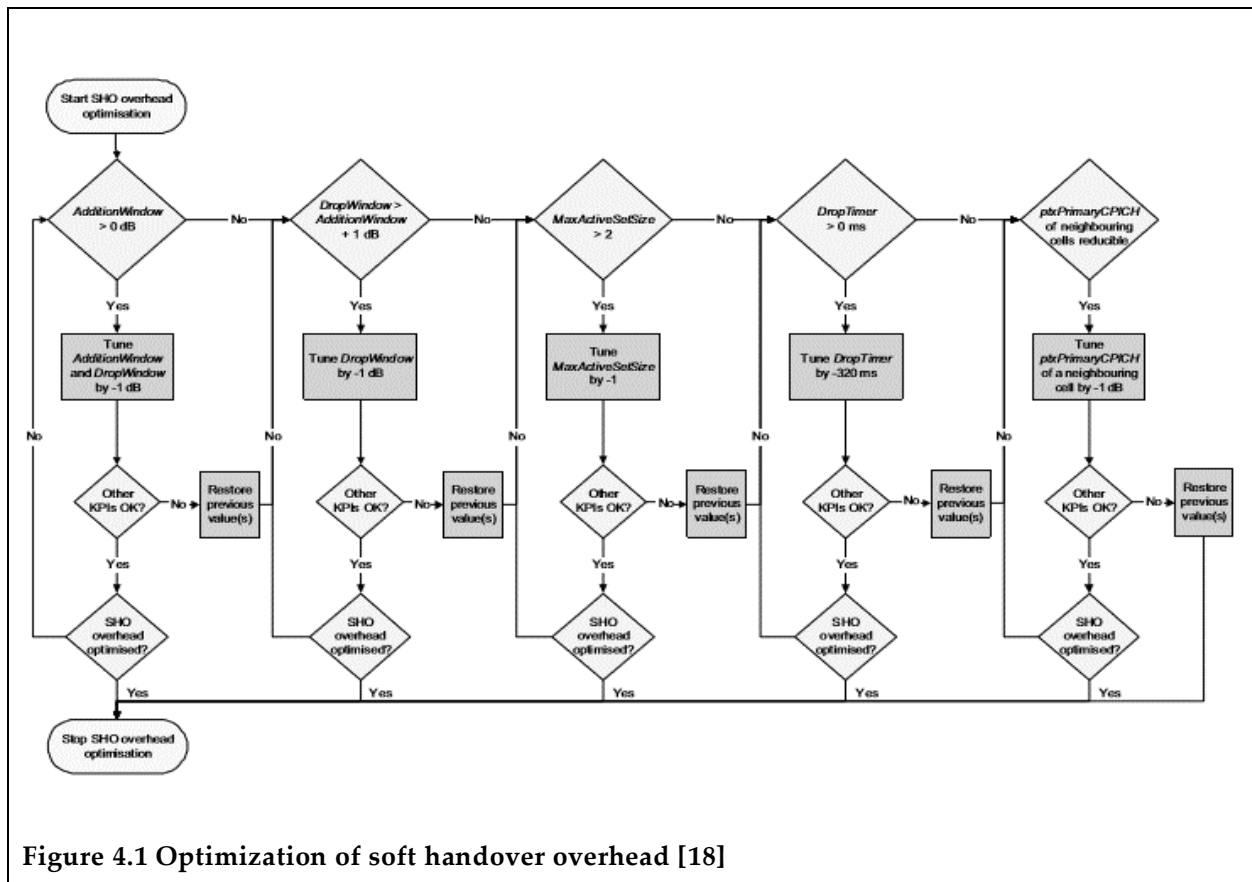 Start SHO overhead
optimisation
AdditionWindow
> 0 dB
No
DropWindow >
AdditionWindow
+ 1 dB
No
MaxActiveSetSize
> 2
No
DropTimer
> 0 ms
No
ptxPrimaryCPICH
of neighbouring
cells reducible
Yes
Yes
Yes
Yes
Yes
Tune
AdditionWindow
and DropWindow
by -1 dB
Tune DropWindow
by -1 dB
Tune
MaxActiveSetSize
by -1
Tune DropTimer
by -320 ms
Tune
ptxPrimaryCPICH
of a neighbouring
cell by -1 dB
No
No
No
No
No
Other
KPIs OK?
No
Restore
previous
value(s)
Other
KPIs OK?
No
Restore
previous
value(s)
Other
KPIs OK?
No
Restore
previous
value(s)
Other
KPIs OK?
No
Restore
previous
value(s)
Other
KPIs OK?
No
Restore
previous
value(s)
Yes
Yes
Yes
Yes
Yes
SHO
overhead
optimised?
SHO
overhead
optimised?
SHO
overhead
optimised?
SHO
overhead
optimised?
SHO
overhead
optimised?
Yes
Yes
Yes
Yes
Yes
Stop SHO overhead
optimisation
Figure 4.1 Optimization of soft handover overhead [18]